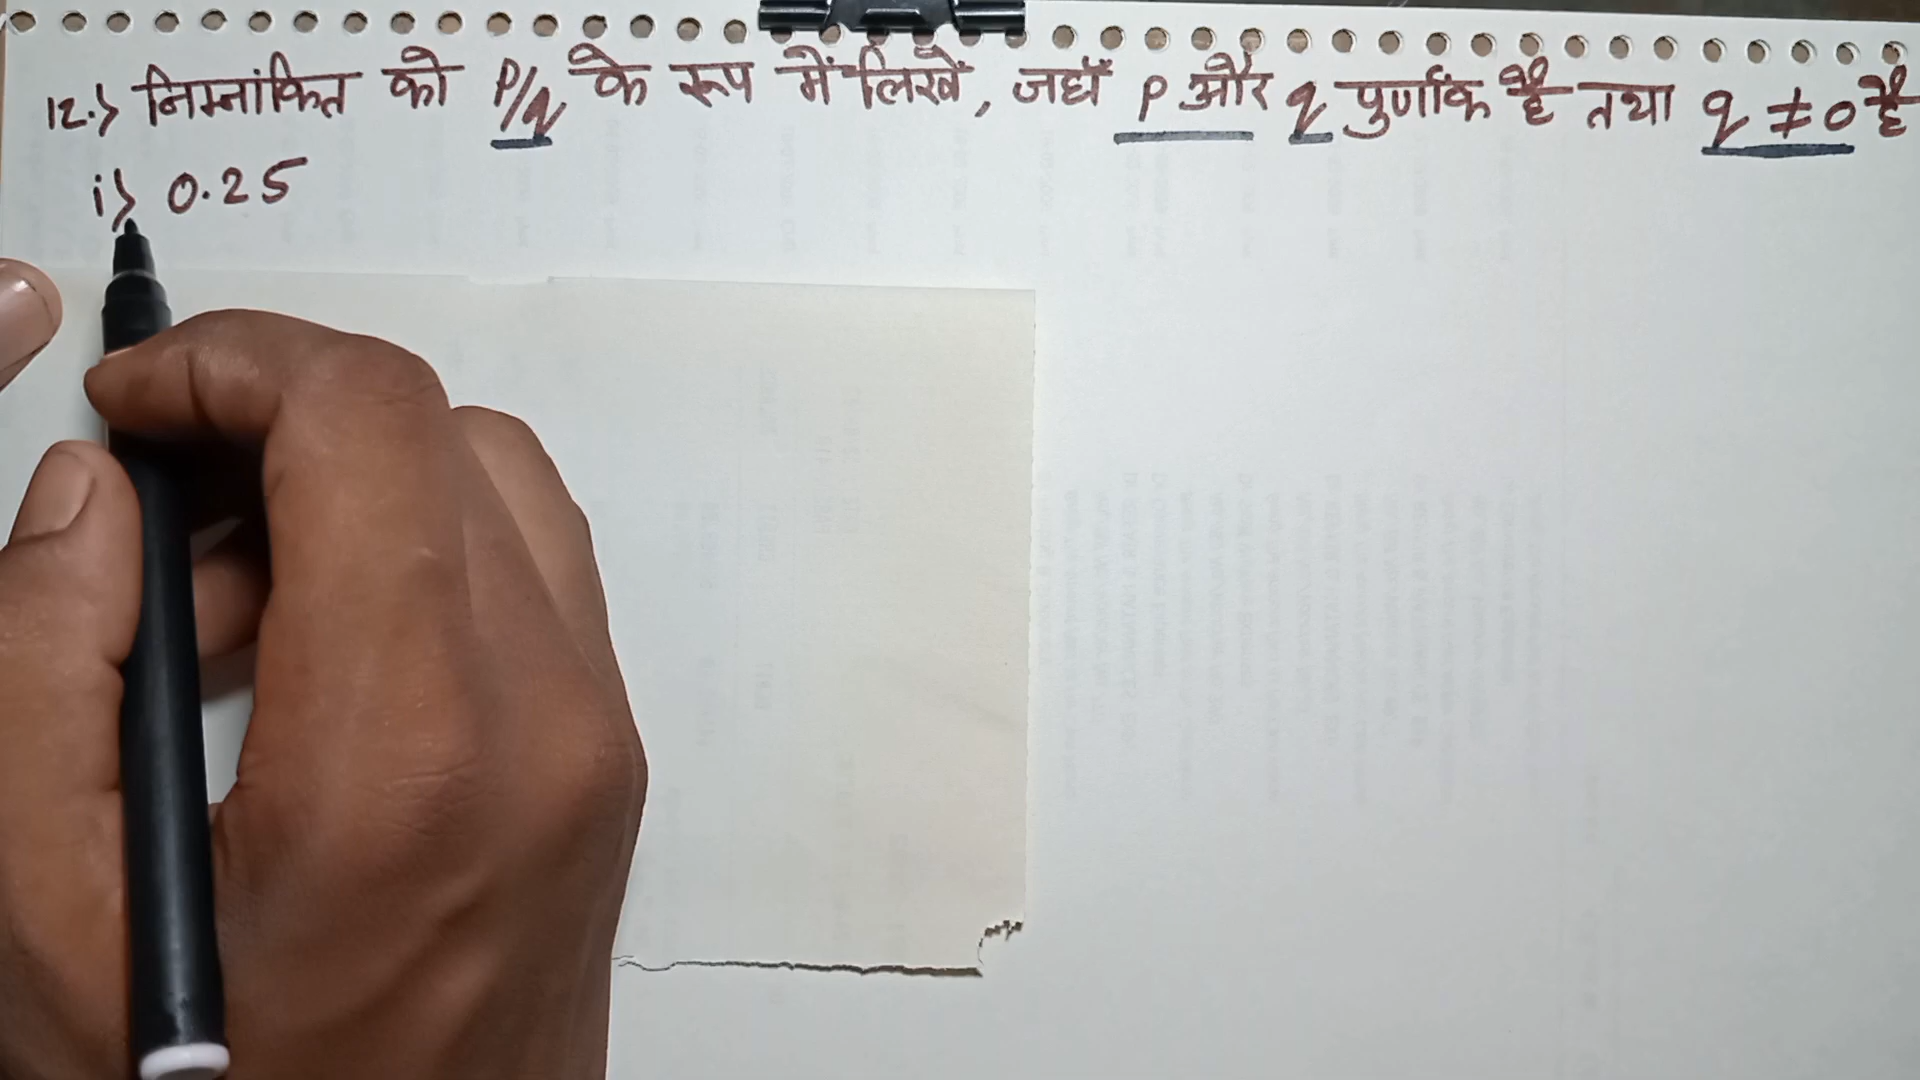 12.) निम्नांकित को P/q के रूप में लिखें, जहाँ P और q पुर्णांक है तथा q ≠ 0 है
i) 0.25